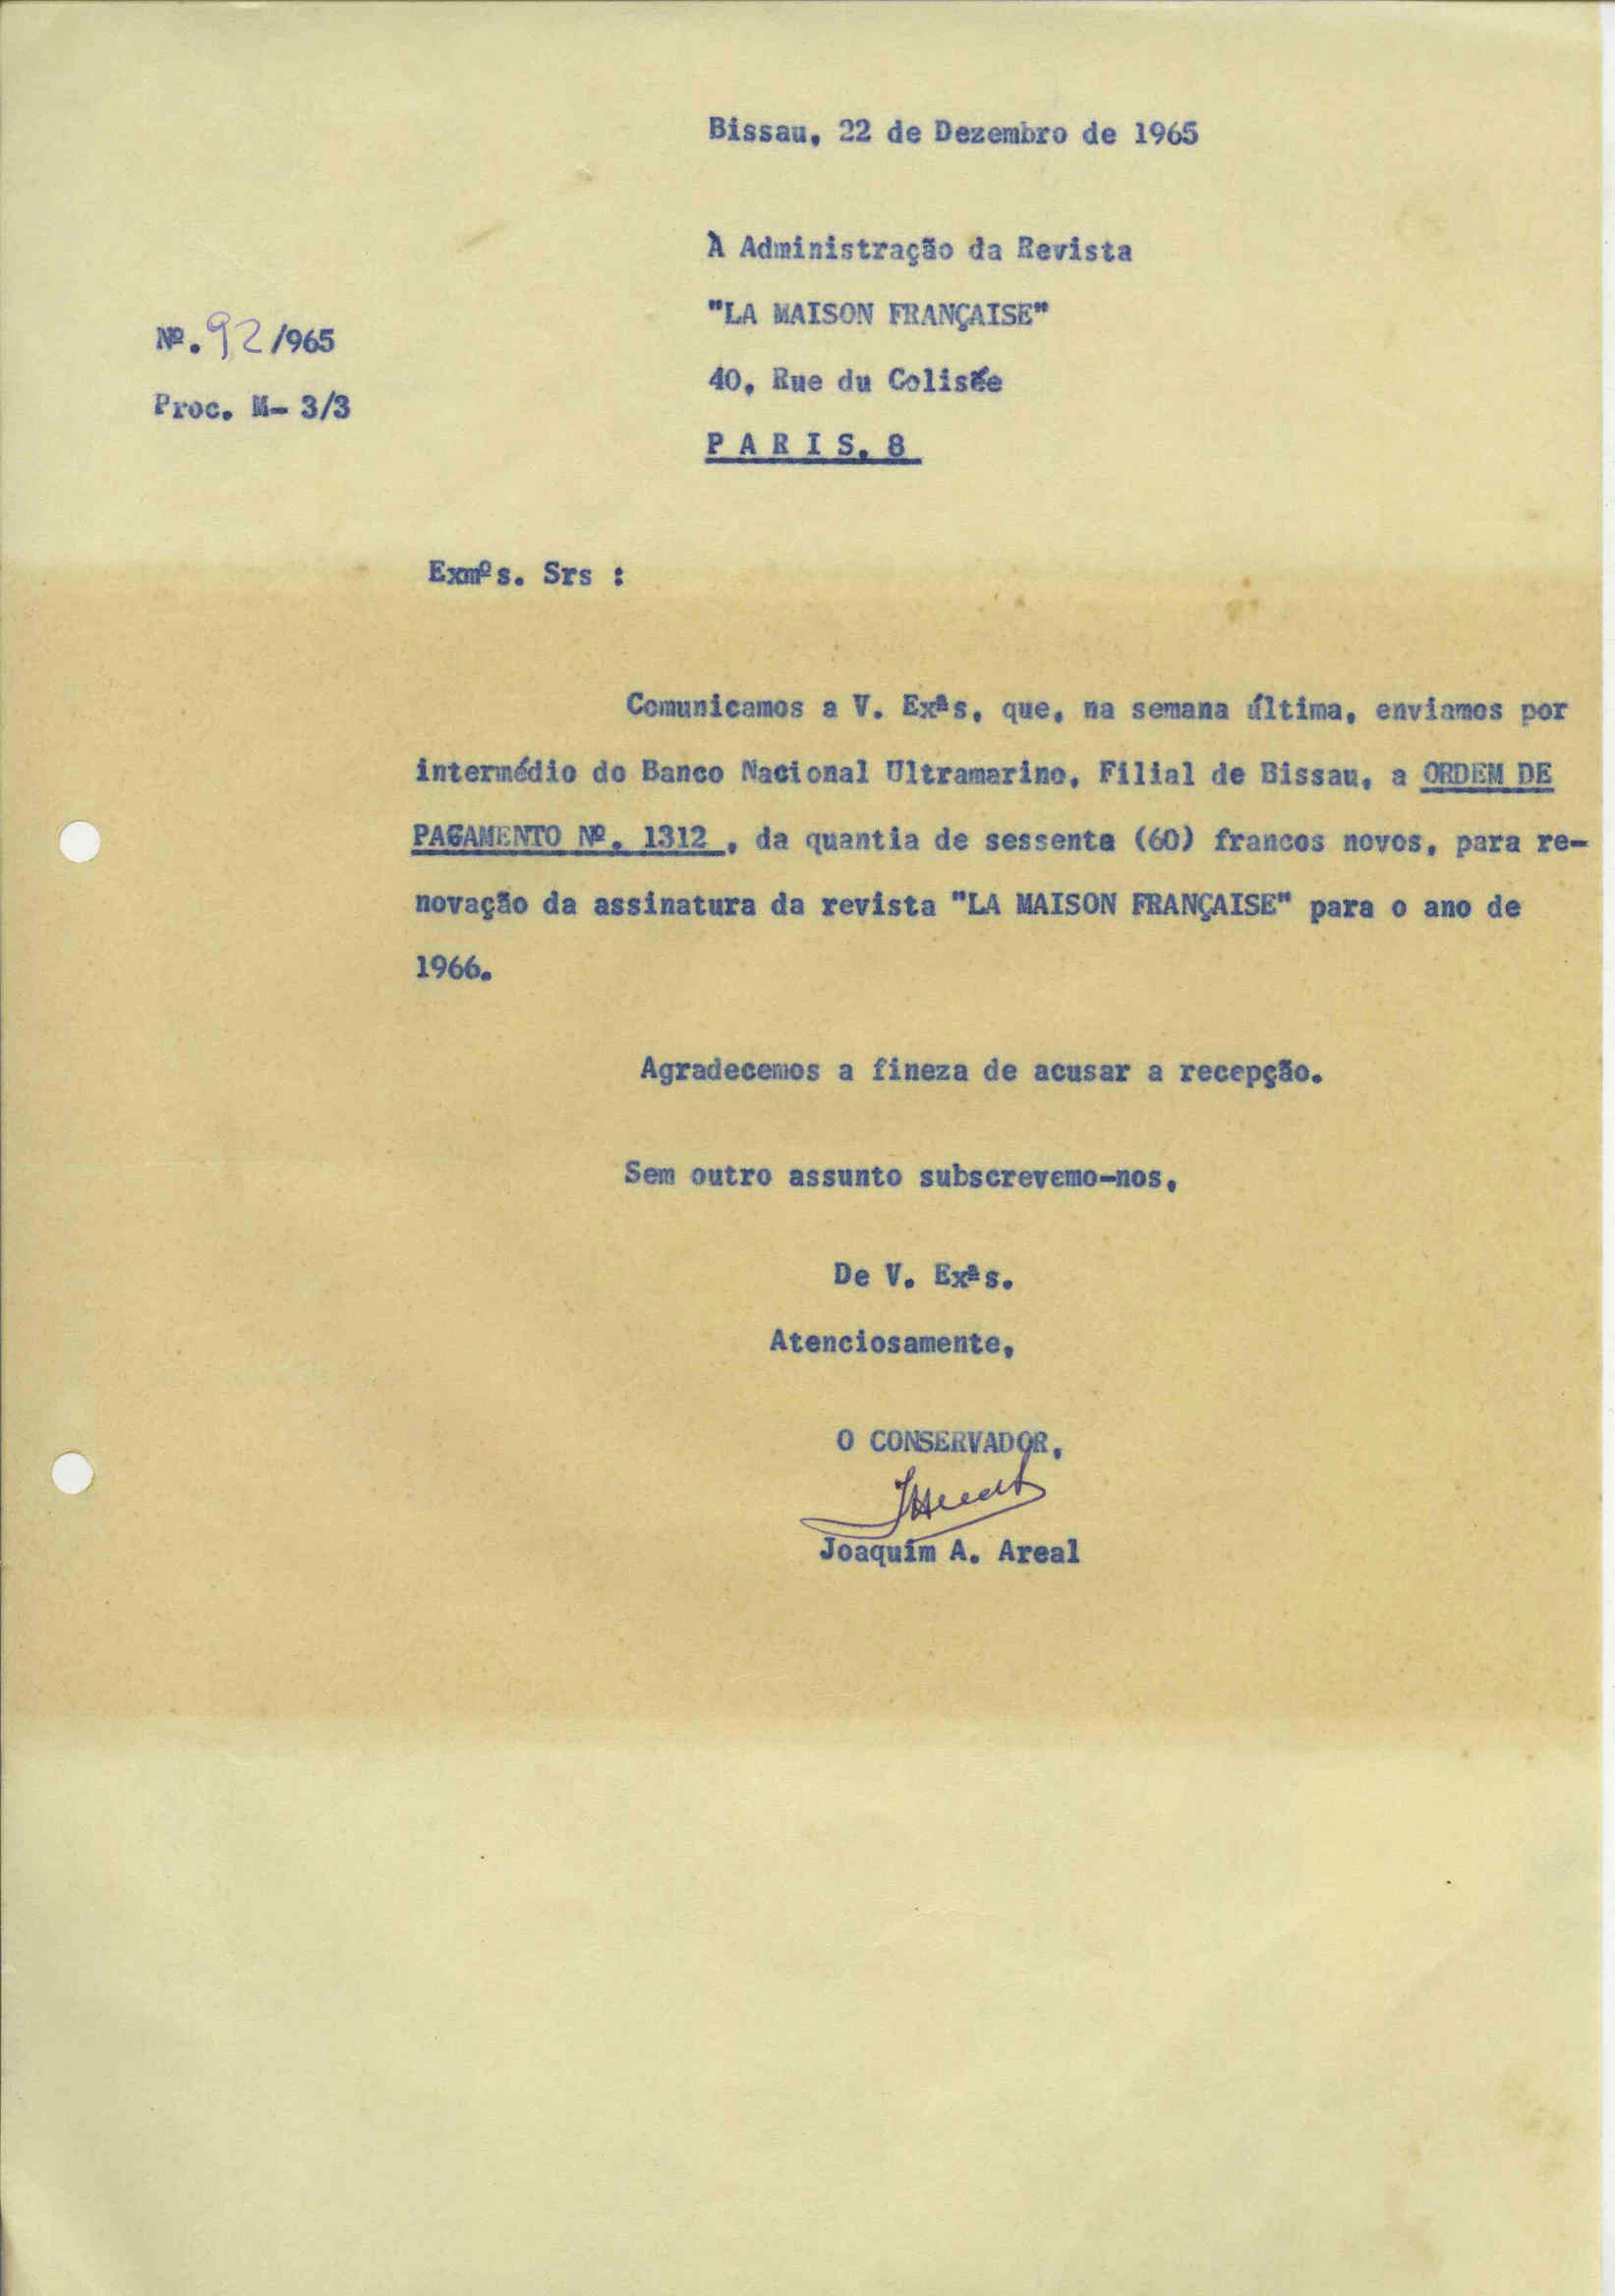 Bissau, 22 de Dezembro de 1965
À Administração da Revista
"LA MAISON FRANÇAISE"
Nº. 92/965
40, Rue du Colisée
Proc. M- 3/3
P A R I S, 8
Exmºs. Srs :
Comunicamos a V. Exªs, que, na semana última, enviamos por
intermédio do Banco Nacional Ultramarino, Filial de Bissau, a ORDEM DE
PAGAMENTO Nº. 1312 , da quantia de sessenta (60) francos novos, para re-
novação da assinatura da revista "LA MAISON FRANÇAISE" para o ano de
1966.
Agradecemos a fineza de acusar a recepção.
Sem outro assunto subscrevemo-nos,
De V. Exªs.
Atenciosamente,
O CONSERVADOR,
Joaquim A. Areal